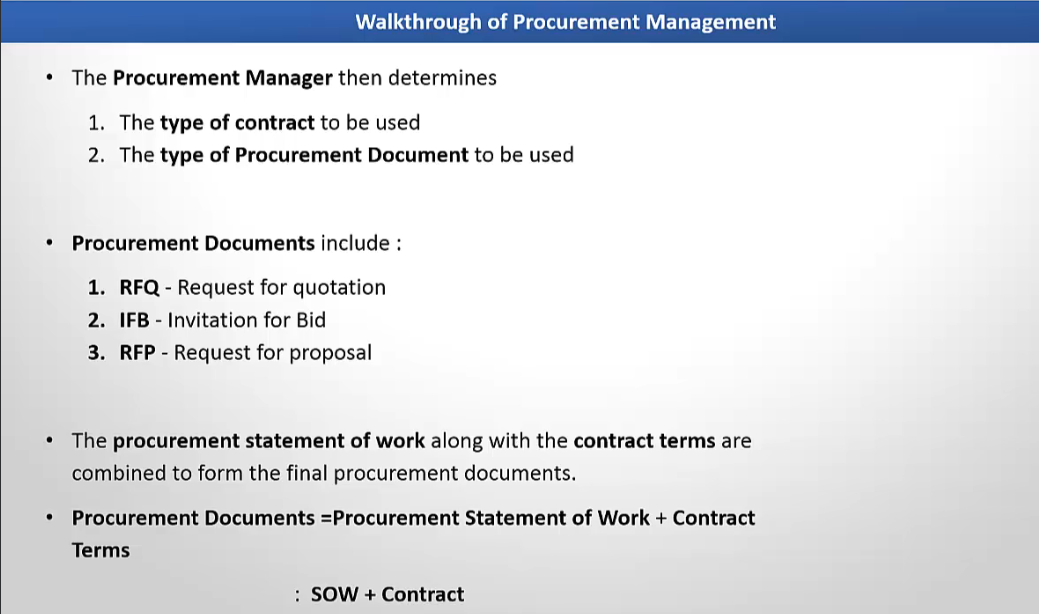 Walkthrough of Procurement Management
• The Procurement Manager then determines
1. The type of contract to be used
2. The type of Procurement Document to be used
• Procurement Documents include :
1. RFQ - Request for quotation
2. IFB - Invitation for Bid
3. RFP - Request for proposal
• The procurement statement of work along with the contract terms are
combined to form the final procurement documents.
• Procurement Documents =Procurement Statement of Work + Contract
Terms
: SOW + Contract